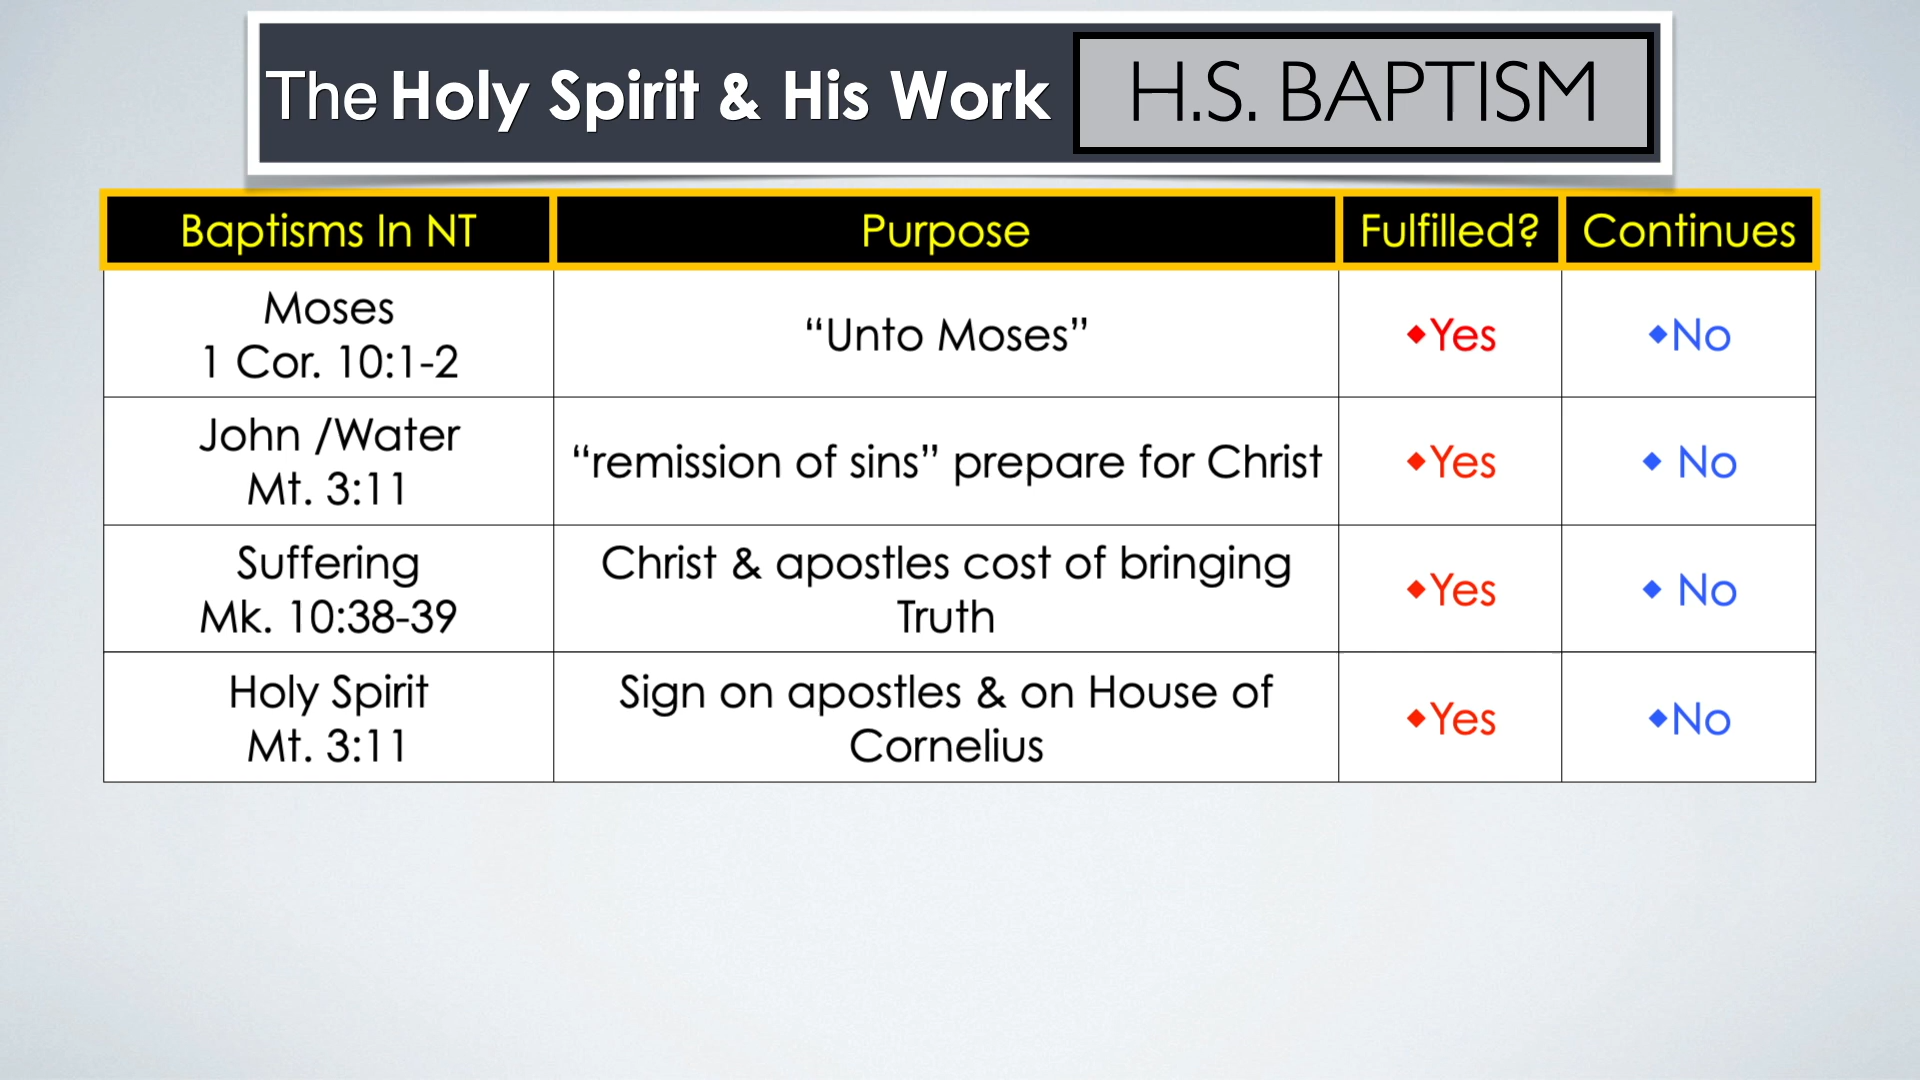 The Holy Spirit & His Work H.S. BAPTISM
Baptisms In NT Purpose Fulfilled? Continues
Moses
1 Cor. 10:1-2
“Unto Moses”
◆Yes
◆No
John /Water
Mt. 3:11
“remission of sins” prepare for Christ
◆Yes
◆ No
Suffering
Mk. 10:38-39
Christ & apostles cost of bringing
Truth
◆Yes
◆ No
Holy Spirit
Mt. 3:11
Sign on apostles & on House of
Cornelius
◆Yes
◆No